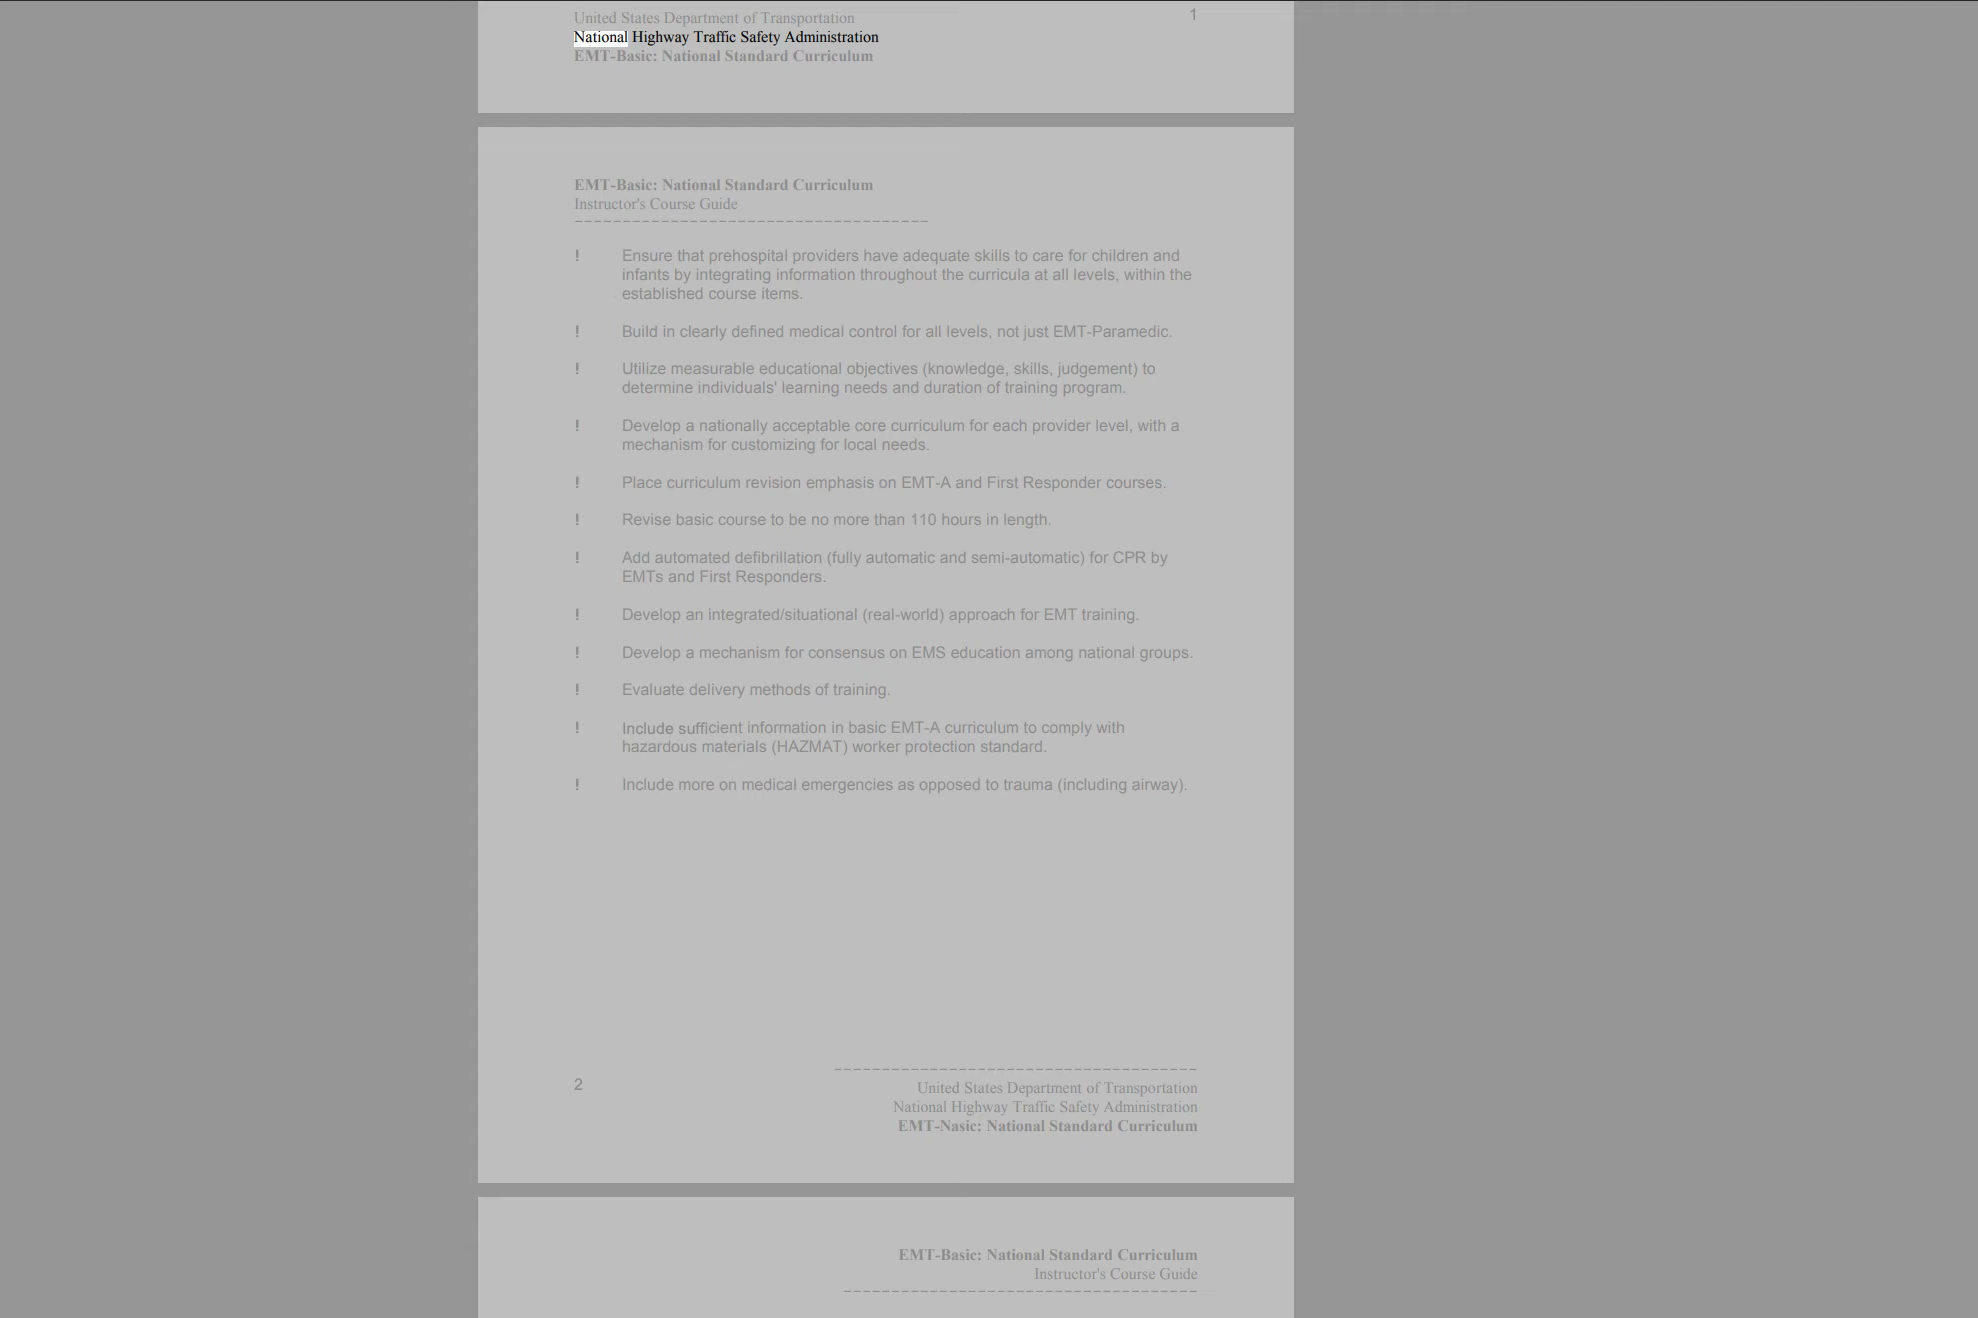 United States Department of Transportation
1
National Highway Traffic Safety Administration
EMT-Basic: National Standard Curriculum
EMT-Basic: National Standard Curriculum
Instructor's Course Guide
! Ensure that prehospital providers have adequate skills to care for children and
infants by integrating information throughout the curricula at all levels, within the
established course items.
! Build in clearly defined medical control for all levels, not just EMT-Paramedic.
! Utilize measurable educational objectives (knowledge, skills, judgement) to
determine individuals' learning needs and duration of training program.
! Develop a nationally acceptable core curriculum for each provider level, with a
mechanism for customizing for local needs.
! Place curriculum revision emphasis on EMT-A and First Responder courses.
! Revise basic course to be no more than 110 hours in length.
! Add automated defibrillation (fully automatic and semi-automatic) for CPR by
EMTs and First Responders.
! Develop an integrated/situational (real-world) approach for EMT training.
! Develop a mechanism for consensus on EMS education among national groups.
! Evaluate delivery methods of training.
! Include sufficient information in basic EMT-A curriculum to comply with
hazardous materials (HAZMAT) worker protection standard.
! Include more on medical emergencies as opposed to trauma (including airway).
2
United States Department of Transportation
National Highway Traffic Safety Administration
EMT-Nasic: National Standard Curriculum
EMT-Basic: National Standard Curriculum
Instructor's Course Guide